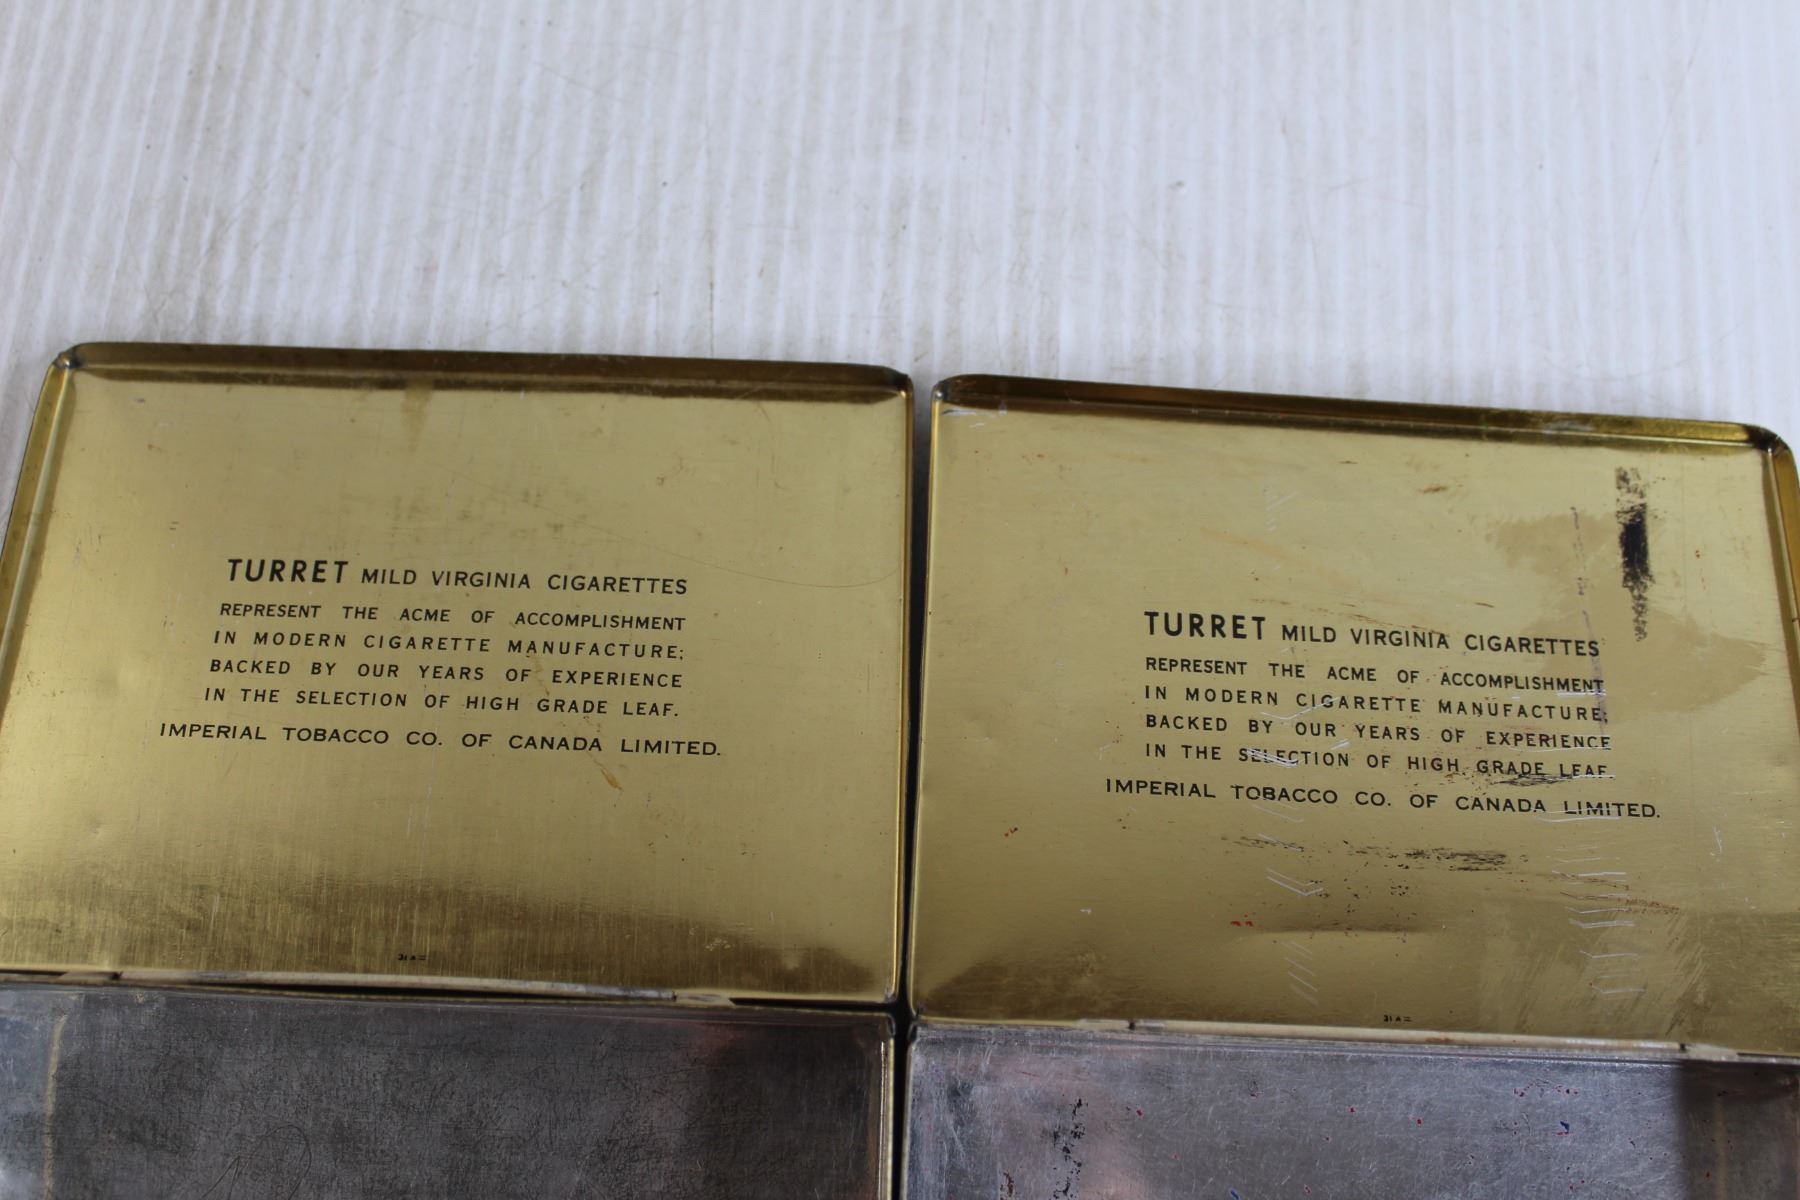 TURRET MILD VIRGINIA CIGARETTES
REPRESENT THE ACME OF ACCOMPLISHMENT
IN MODERN CIGARETTE MANUFACTURE;
BACKED BY OUR YEARS OF EXPERIENCE
IN THE SELECTION OF HIGH GRADE LEAF.
IMPERIAL TOBACCO CO. OF CANADA LIMITED.
TURRET MILD VIRGINIA CIGARETTES
REPRESENT THE ACME OF ACCOMPLISHMENT
IN MODERN CIGARETTE MANUFACTURE;
BACKED BY OUR YEARS OF EXPERIENCE
IN THE SELECTION OF HIGH GRADE LEAF.
IMPERIAL TOBACCO CO. OF CANADA LIMITED.